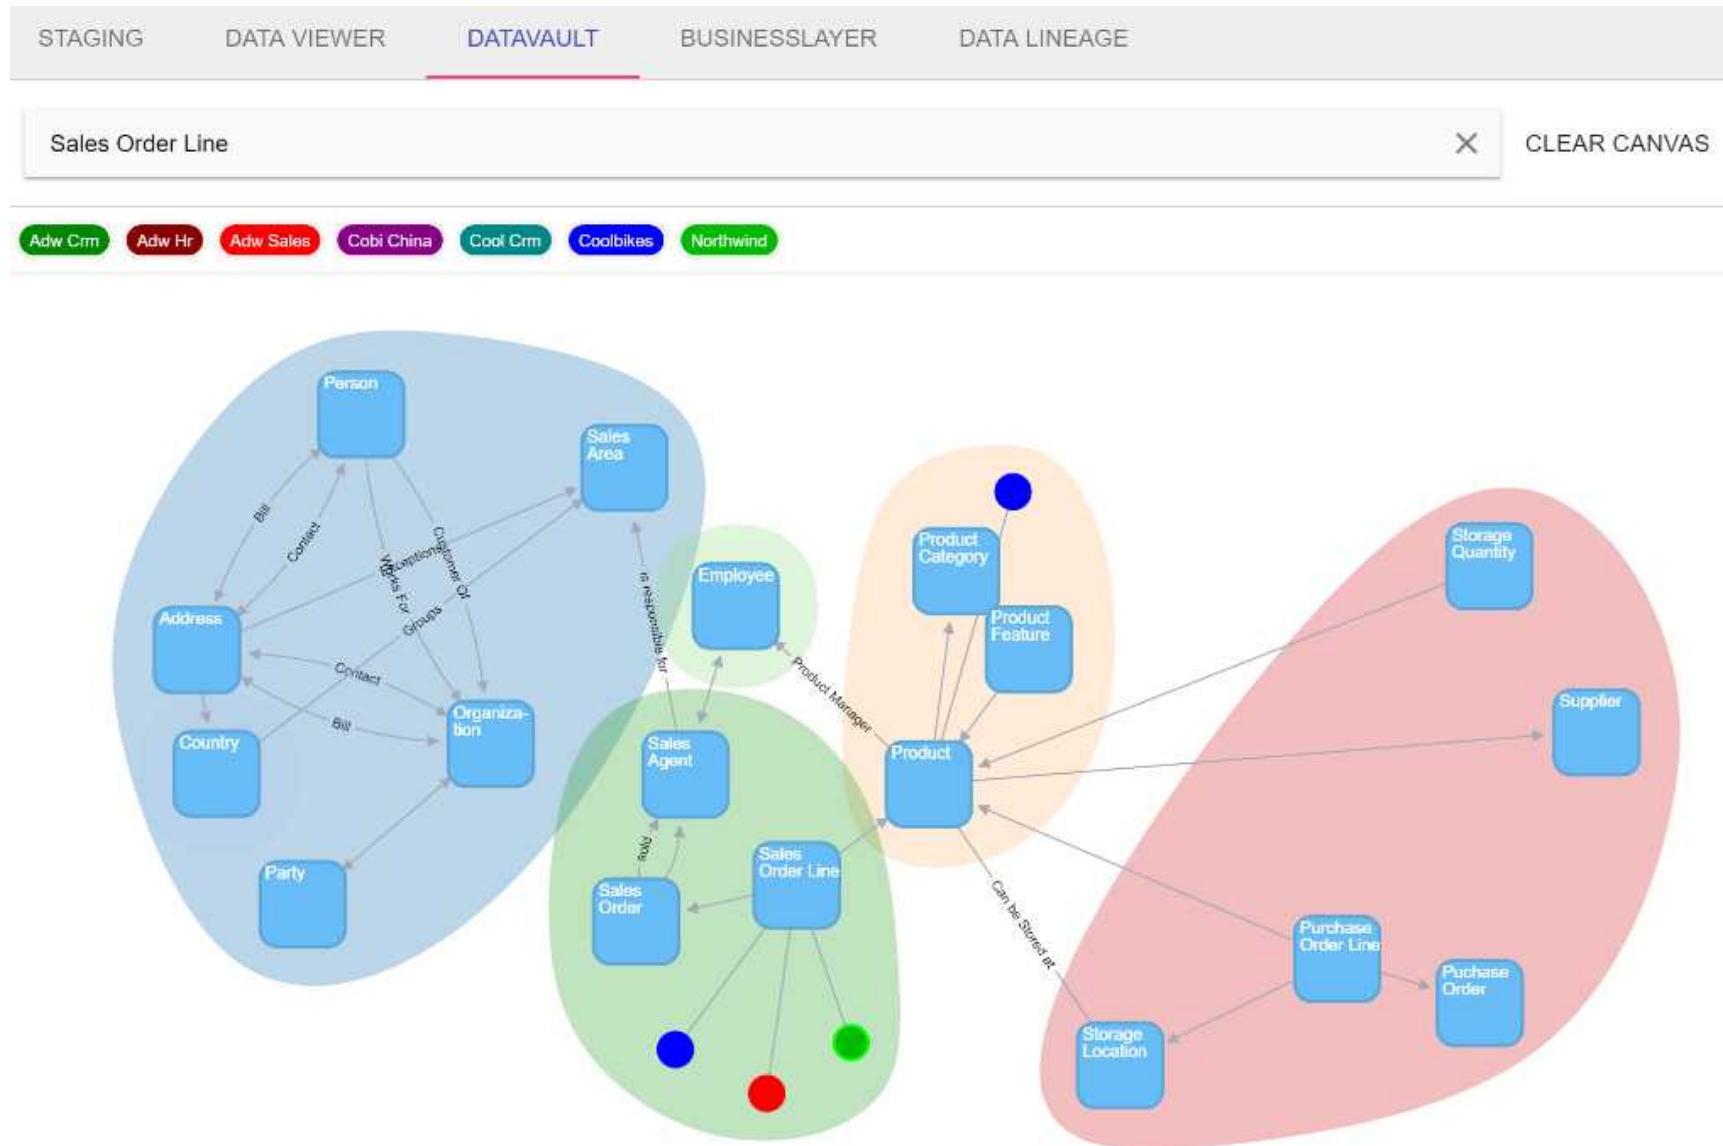 STAGING
DATA VIEWER
DATAVAULT
BUSINESSLAYER
DATA LINEAGE
Sales Order Line
CLEAR CANVAS
Adw Crm
Adw Hr
Adw Sales
Cobi China
Cool Crm
Coolbikes
Northwind
Person
Sales
Area
Bill
Contact
Customer Of
Works For
Groups
Address
Contact
Bill
Country
Organiza-
tion
Party
is responsible for
Employee
Product Manager
Product
Category
Product
Feature
Product
Sales
Agent
sold
Sales
Order
Sales
Order Line
Can be Stored at
Storage
Quantity
Supplier
Purchase
Order Line
Puchase
Order
Storage
Location